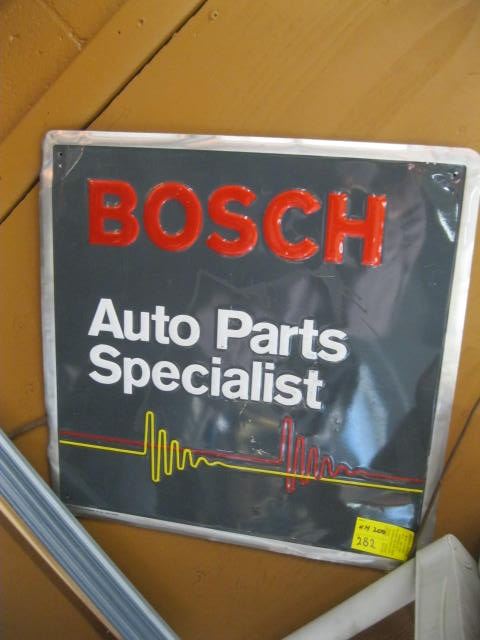 BOSCH
Auto Parts
Specialist
282